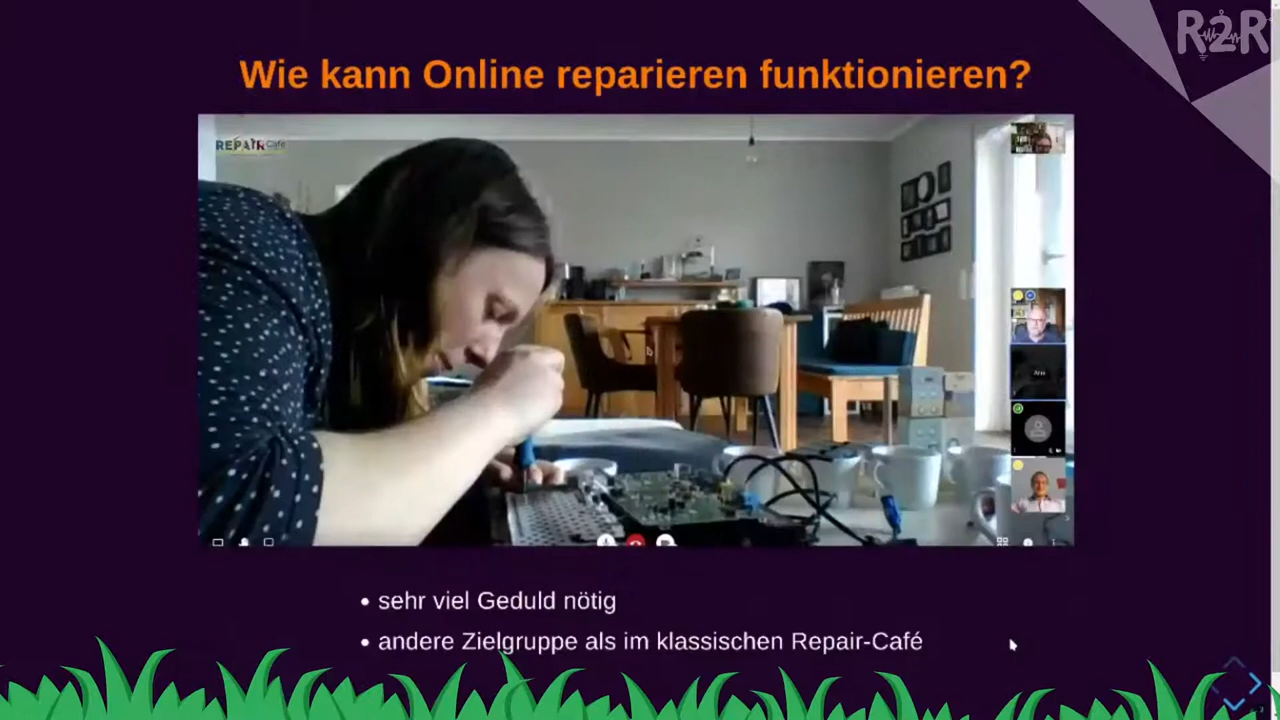 R2R
Wie kann Online reparieren funktionieren?
REPAIR Café
sehr viel Geduld nötig
andere Zielgruppe als im klassischen Repair-Café